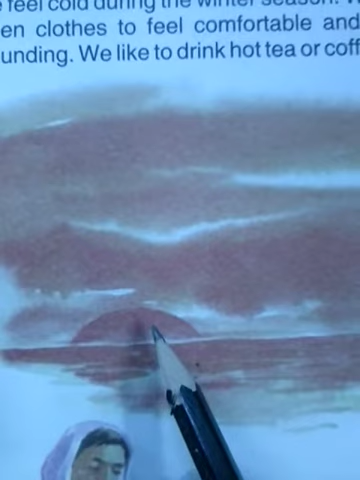 feel cold during the winter season.
en clothes to feel comfortable and
unding. We like to drink hot tea or coff